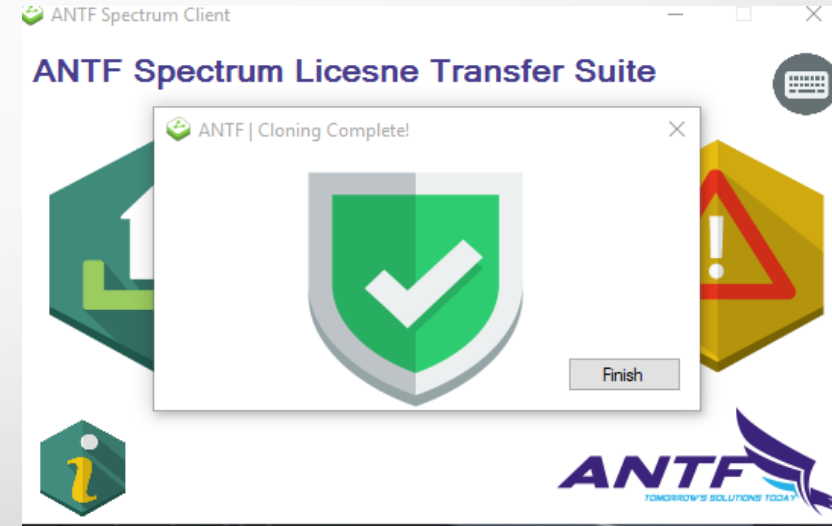 ANTF Spectrum Client
ANTF Spectrum Licesne Transfer Suite
ANTF | Cloning Complete!
Finish
ANTF
TOMORROW'S SOLUTIONS TODAY